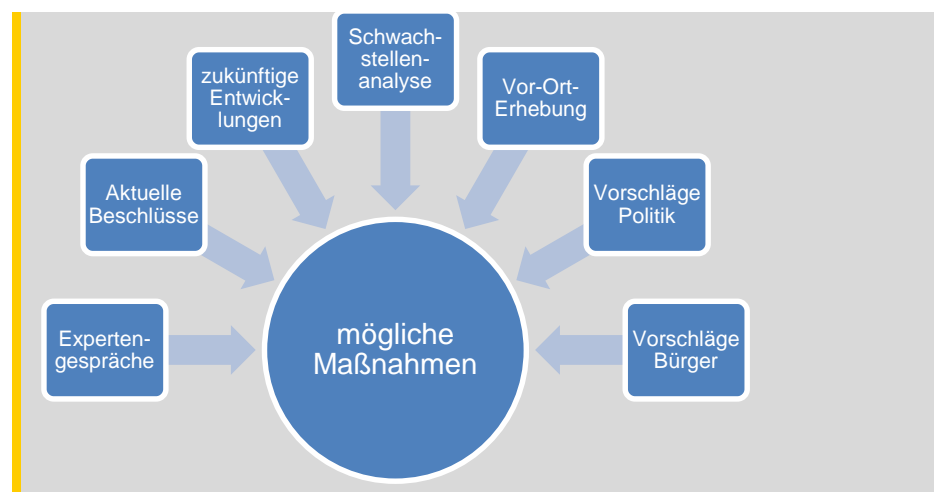 Schwach-
stellen-
analyse
zukünftige
Entwick-
lungen
Vor-Ort-
Erhebung
Aktuelle
Beschlüsse
Vorschläge
Politik
Experten-
gespräche
mögliche
Maßnahmen
Vorschläge
Bürger